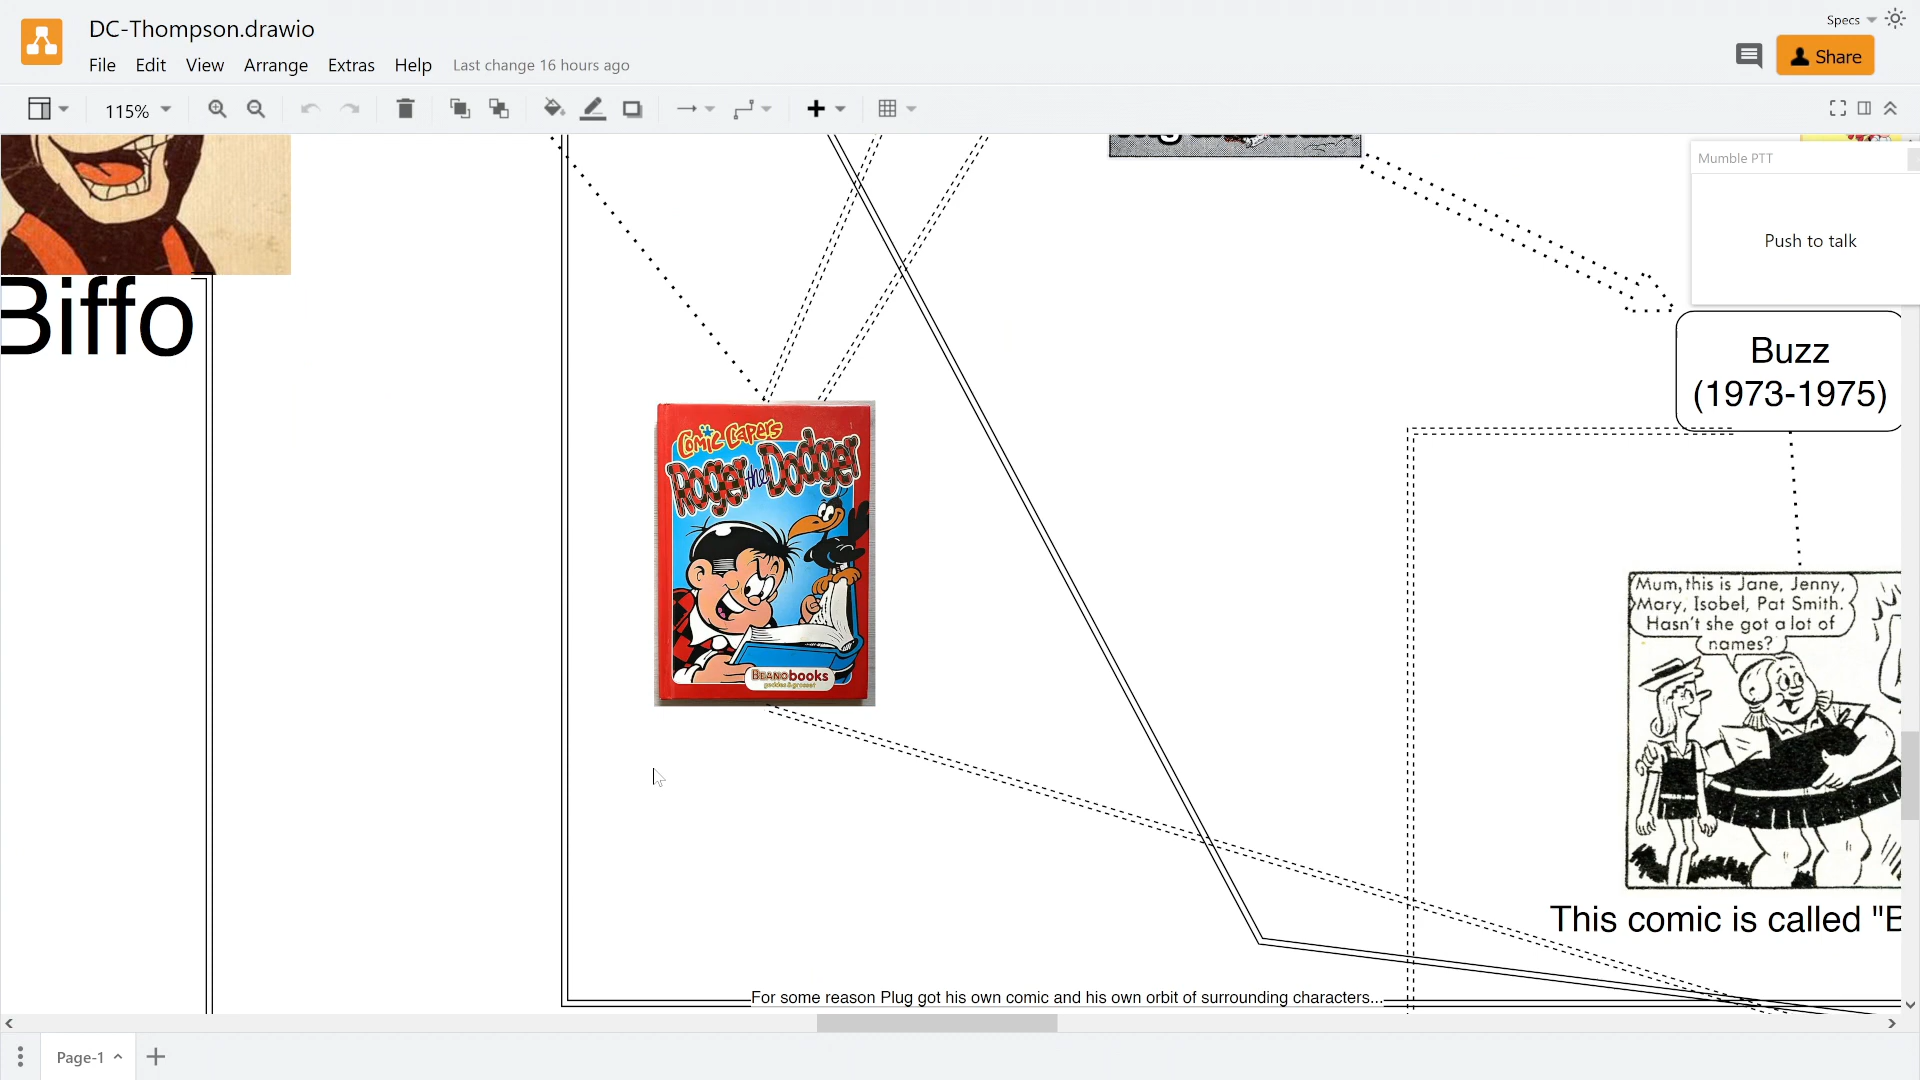 DC-Thompson.drawio
File Edit View Arrange Extras Help Last change 16 hours ago
Specs
Share
115%
Mumble PTT
Push to talk
Biffo
Buzz
(1973-1975)
Comic Capers
Roger the Dodger
BEANObooks
geddes & grosset
Mum, this is Jane, Jenny,
Mary, Isobel, Pat Smith.
Hasn't she got a lot of
names?
This comic is called "B
For some reason Plug got his own comic and his own orbit of surrounding characters...
Page-1